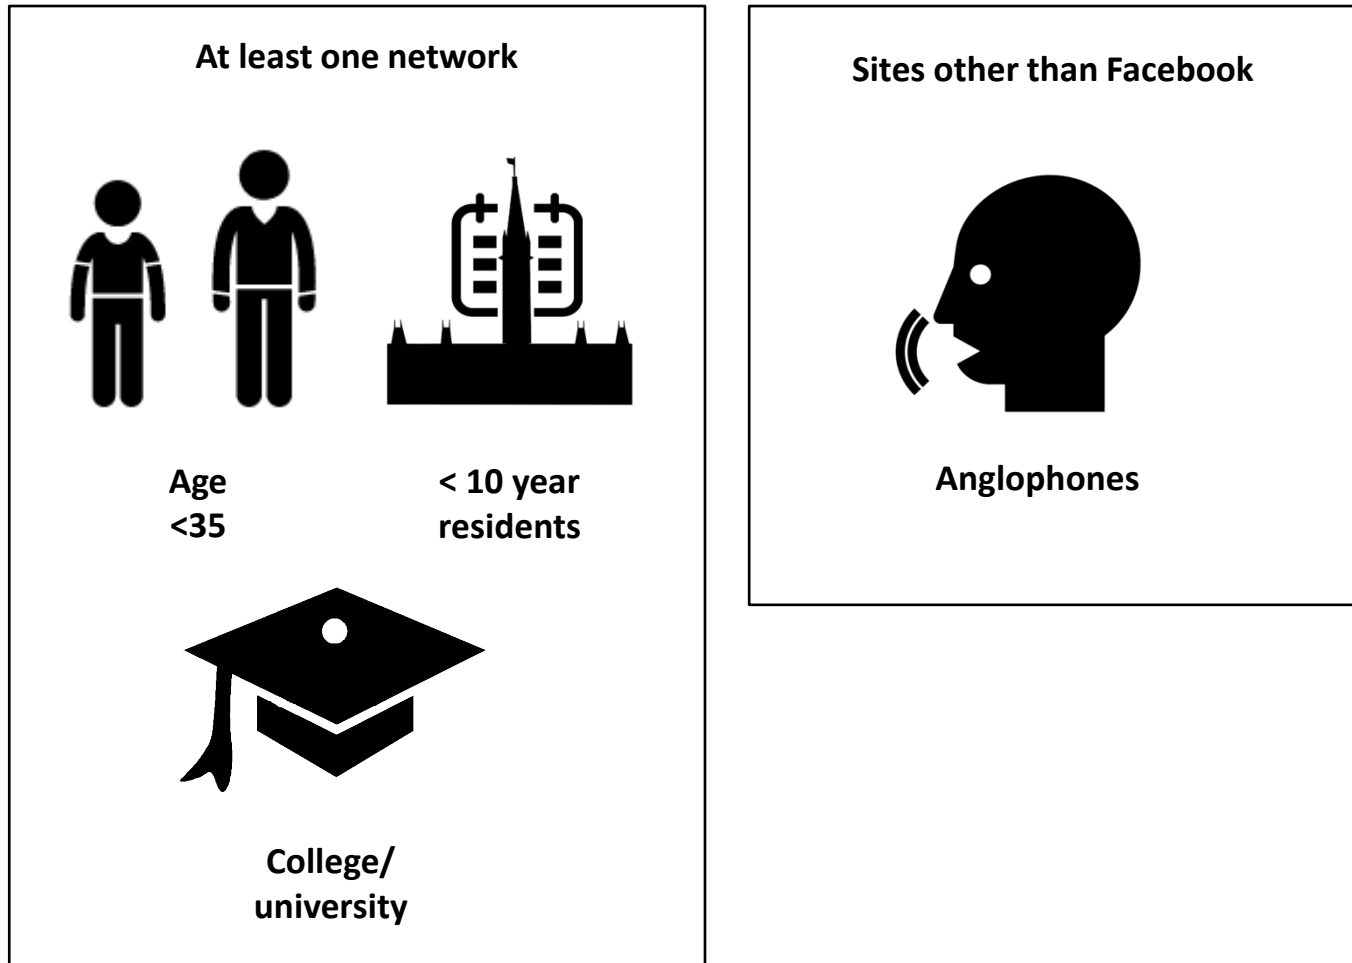 At least one network
Age
<35
< 10 year
residents
College/
university
Sites other than Facebook
Anglophones